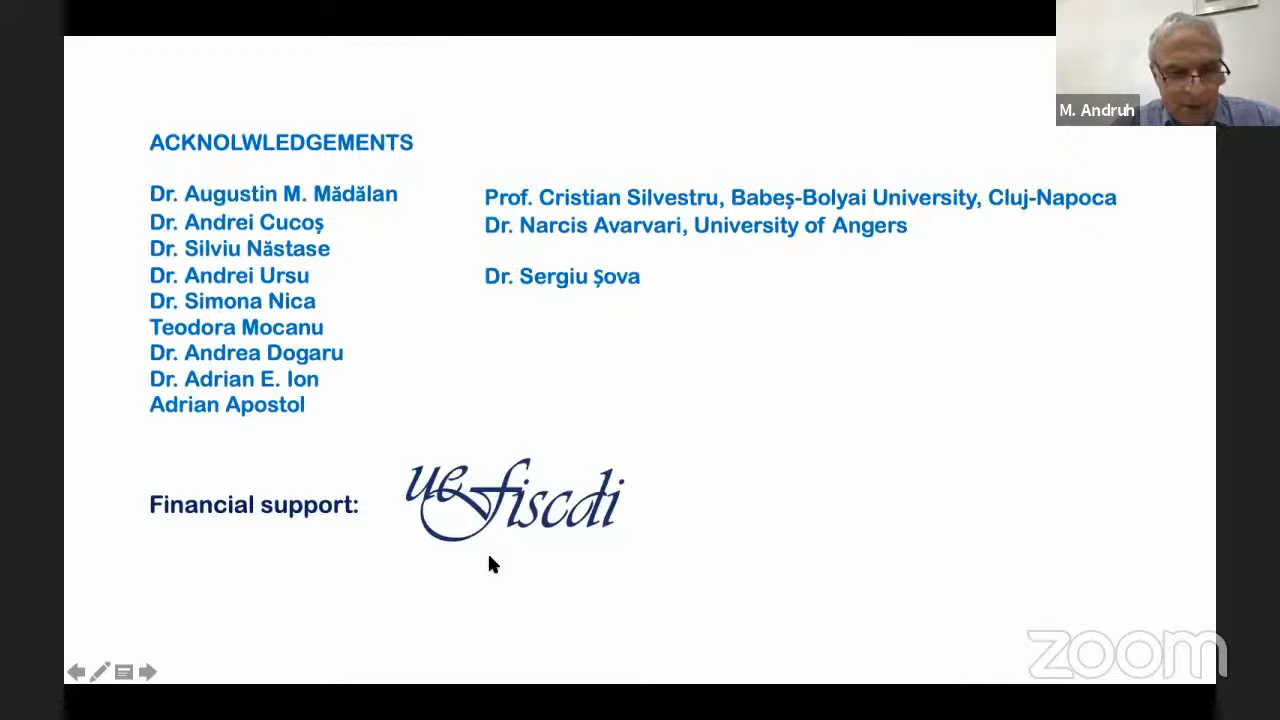 M. Andruh
ACKNOLWLEDGEMENTS
Dr. Augustin M. Mădălan
Dr. Andrei Cucoș
Dr. Silviu Năstase
Dr. Andrei Ursu
Dr. Simona Nica
Teodora Mocanu
Dr. Andrea Dogaru
Dr. Adrian E. Ion
Adrian Apostol
Prof. Cristian Silvestru, Babeș-Bolyai University, Cluj-Napoca
Dr. Narcis Avarvari, University of Angers
Dr. Sergiu Șova
Financial support:
uefiscdi
zoom